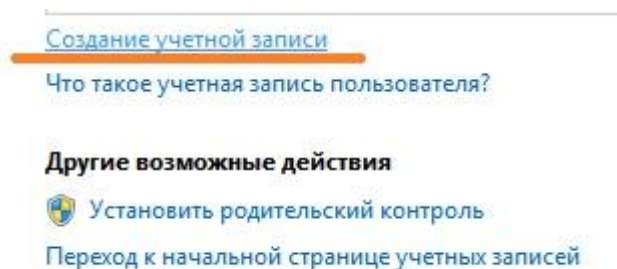 Создание учетной записи
Что такое учетная запись пользователя?
Другие возможные действия
Установить родительский контроль
Переход к начальной странице учетных записей